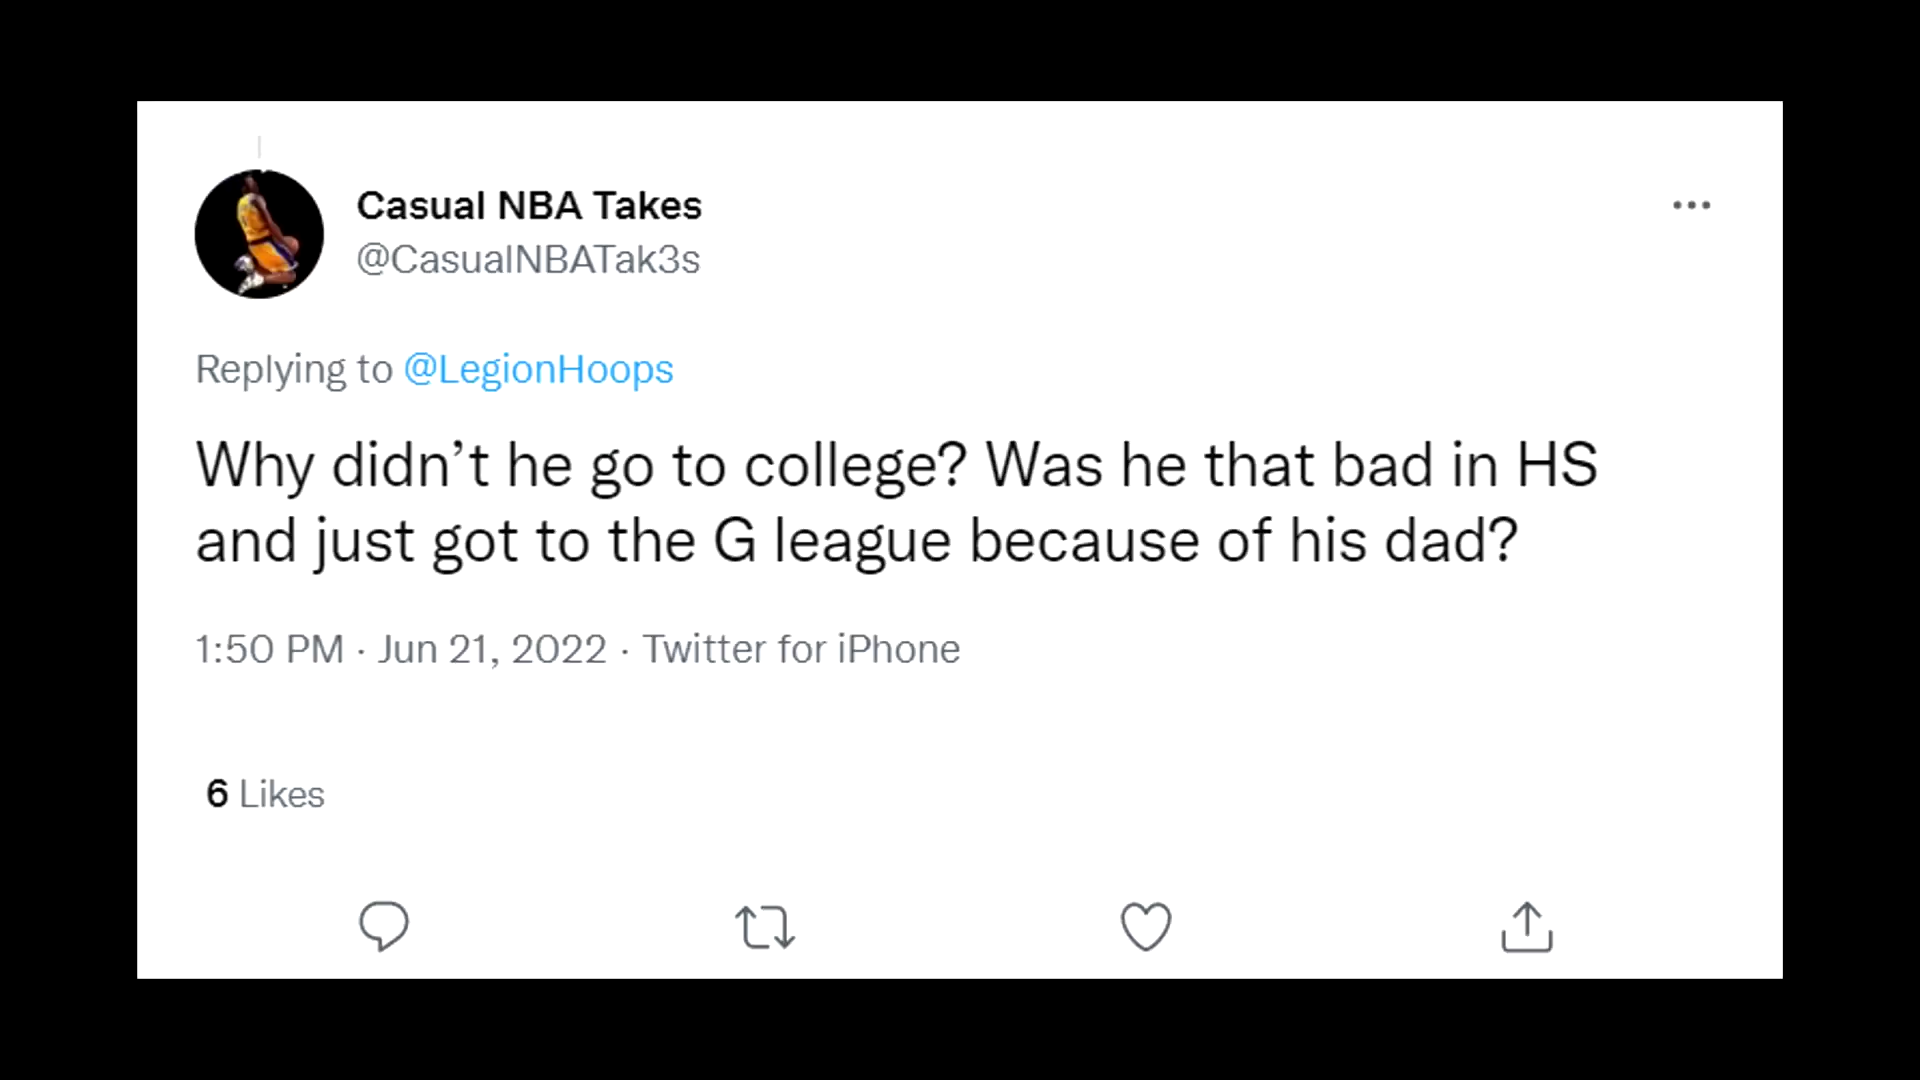 Casual NBA Takes
@CasualNBATak3s
Replying to @LegionHoops
Why didn’t he go to college? Was he that bad in HS
and just got to the G league because of his dad?
1:50 PM · Jun 21, 2022 · Twitter for iPhone
6 Likes